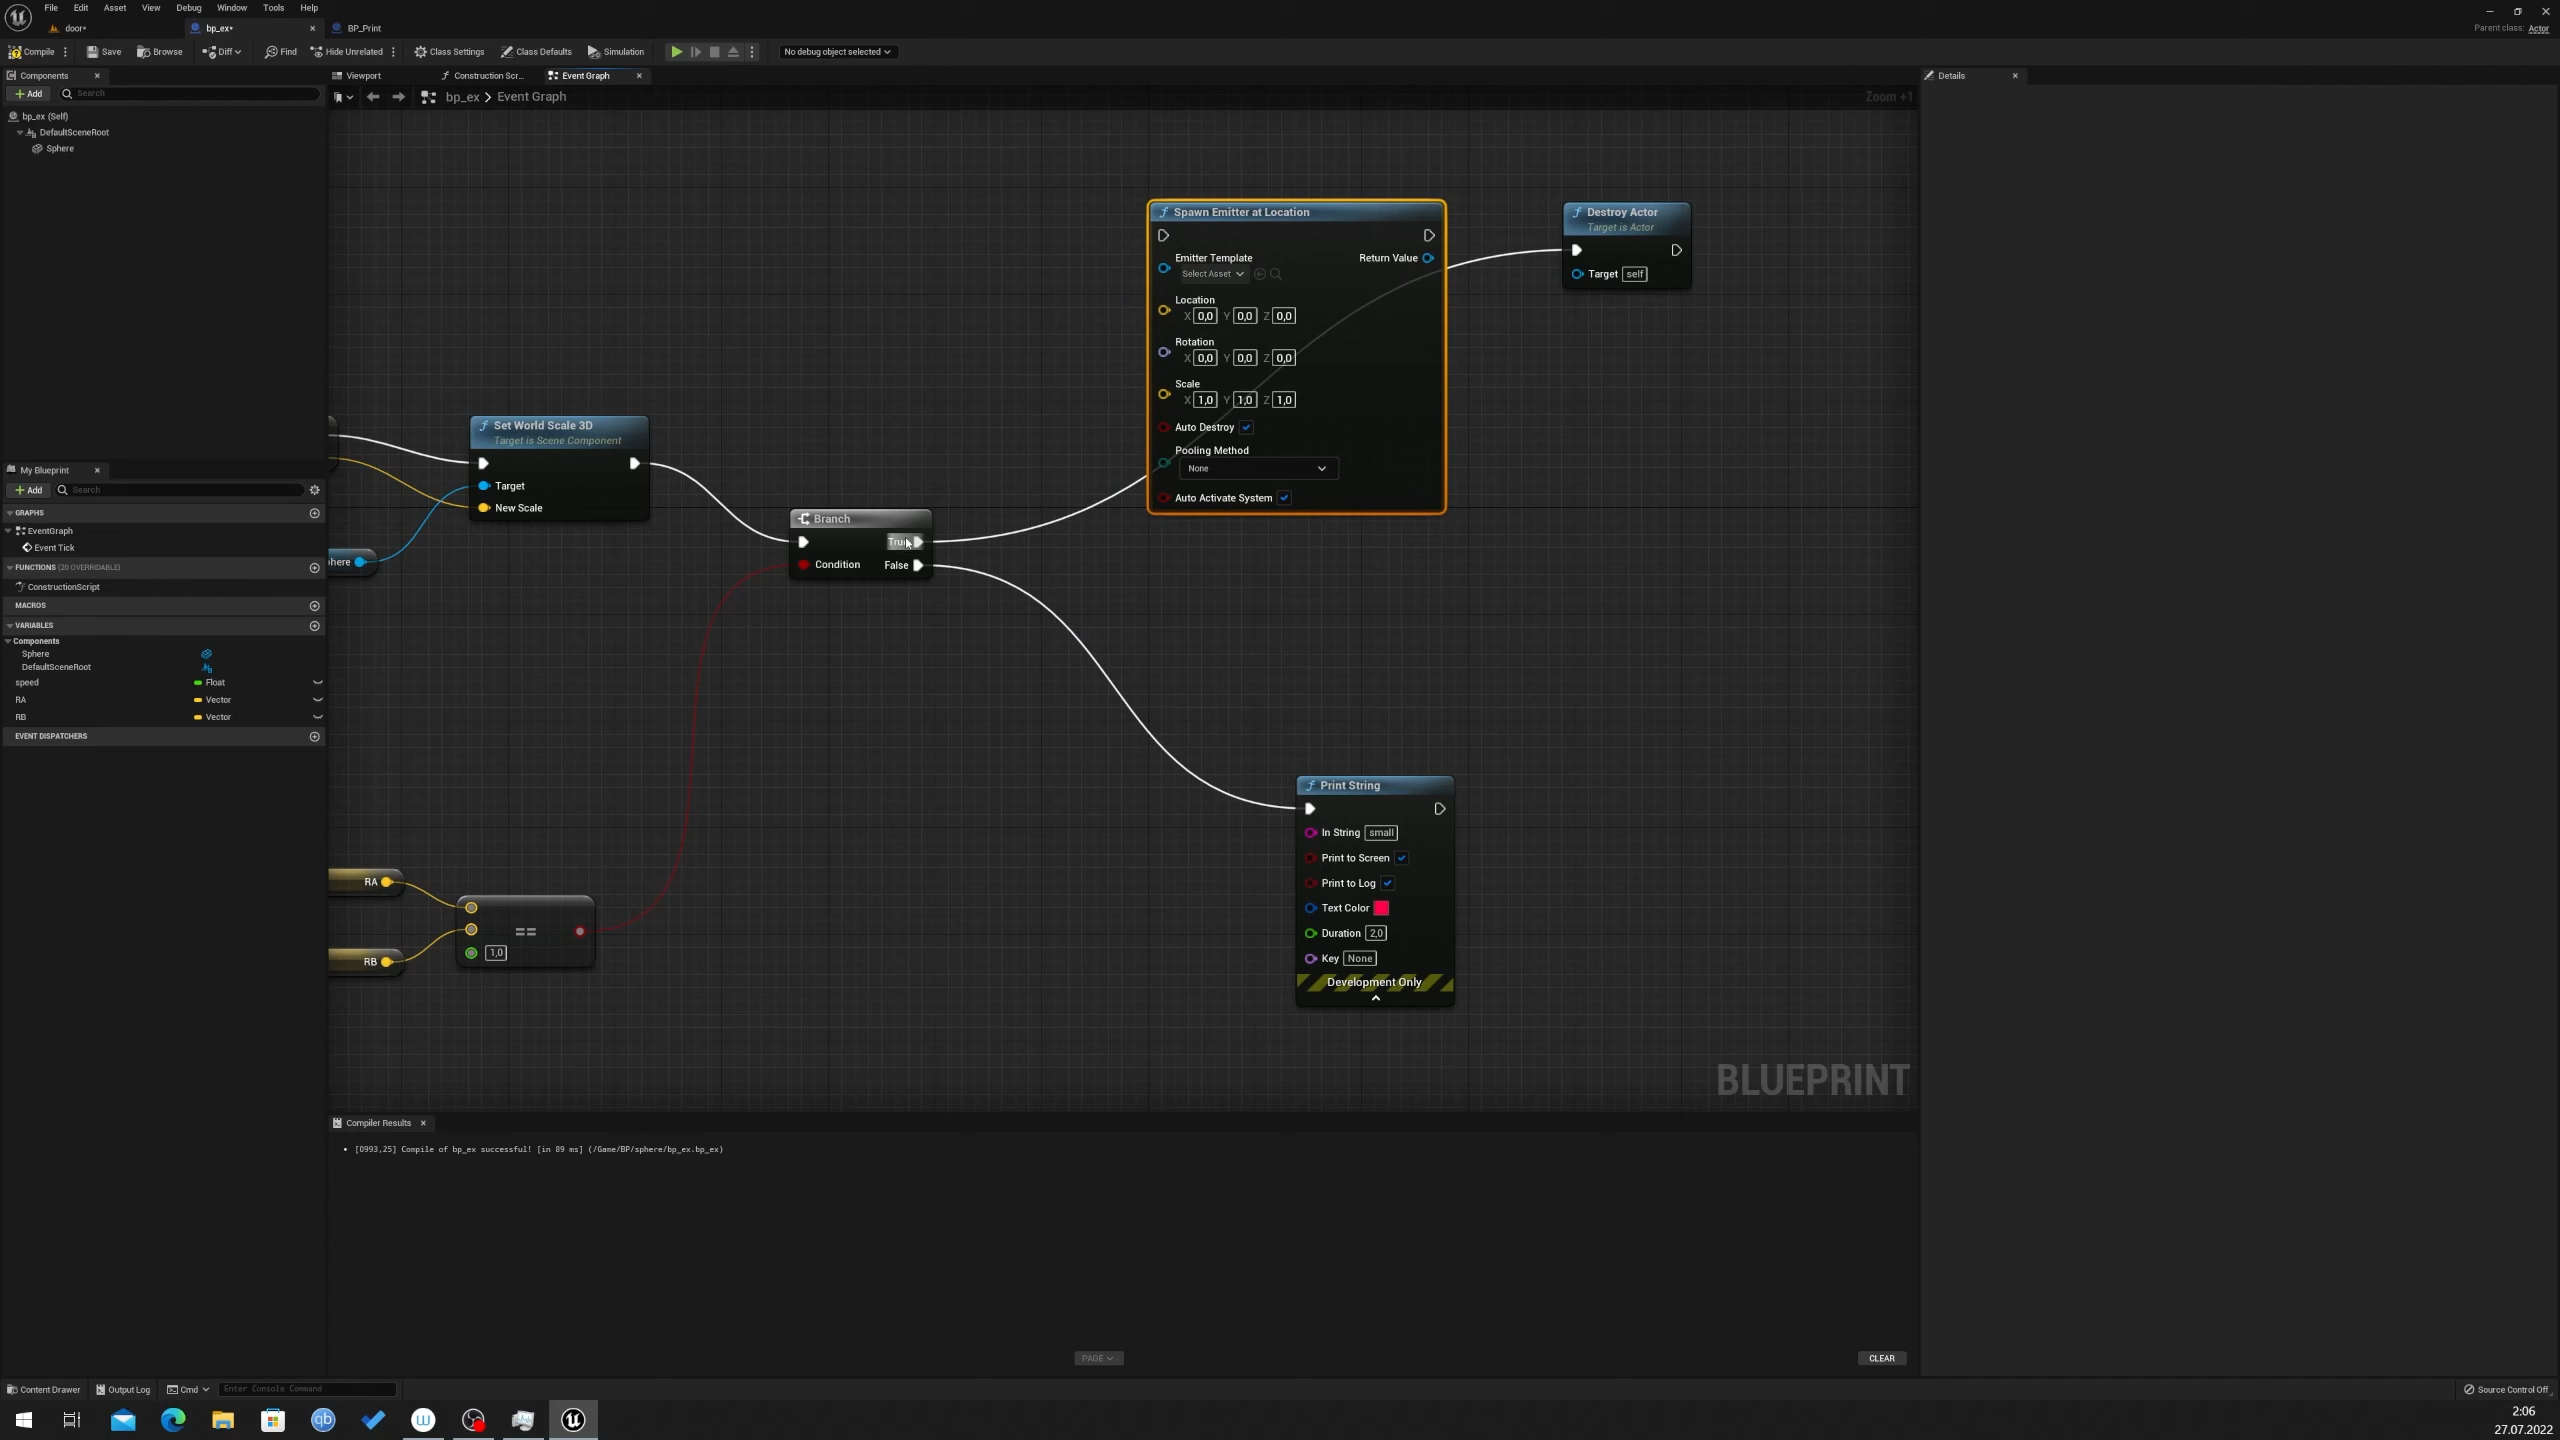 File Edit Asset View Debug Window Tools Help
door*
bp_ex*
BP_Print
Parent class: Actor
Compile
Save
Browse
Diff
Find
Hide Unrelated
Class Settings
Class Defaults
Simulation
No debug object selected
Components
Viewport
Construction Scr...
Event Graph
Details
+ Add
Search
bp_ex > Event Graph
Zoom +1
bp_ex (Self)
DefaultSceneRoot
Sphere
Spawn Emitter at Location
Emitter Template
Select Asset
Return Value
Location
X 0,0 Y 0,0 Z 0,0
Rotation
X 0,0 Y 0,0 Z 0,0
Scale
X 1,0 Y 1,0 Z 1,0
Auto Destroy
Pooling Method
None
Auto Activate System
Destroy Actor
Target is Actor
Target self
Set World Scale 3D
Target is Scene Component
Target
New Scale
Branch
Condition
False
My Blueprint
+ Add
Search
GRAPHS
EventGraph
Event Tick
FUNCTIONS (20 OVERRIDABLE)
ConstructionScript
MACROS
VARIABLES
Components
Sphere
DefaultSceneRoot
speed Float
RA Vector
RB Vector
EVENT DISPATCHERS
RA
RB
==
1,0
Print String
In String small
Print to Screen
Print to Log
Text Color
Duration 2,0
Key None
Development Only
BLUEPRINT
Compiler Results
[0993,25] Compile of bp_ex successful! [in 89 ms] (/Game/BP/sphere/bp_ex.bp_ex)
PAGE
CLEAR
Content Drawer
Output Log
Cmd
Enter Console Command
Source Control Off
2:06
27.07.2022